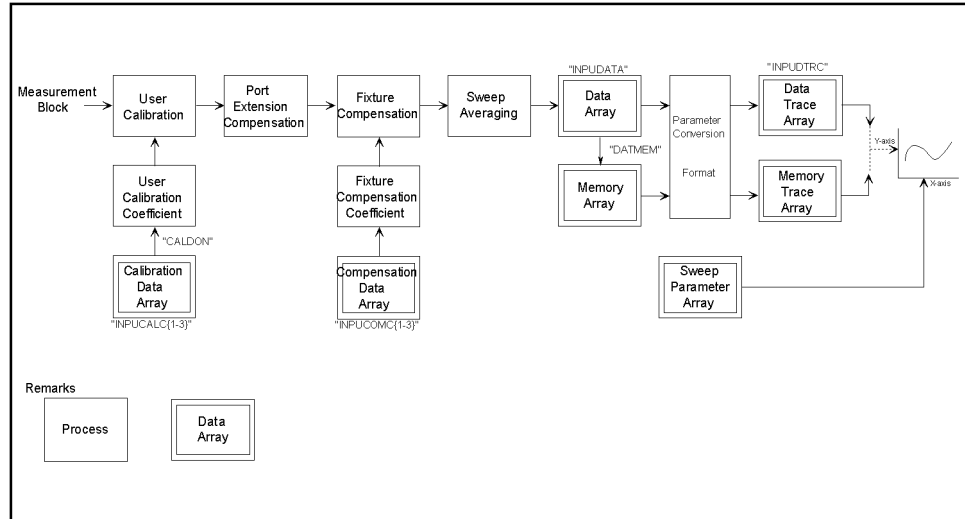 "INPUDATA"
"INPUDTRC"
Measurement
Block
User
Calibration
Port
Extension
Compensation
Fixture
Compensation
Sweep
Averaging
Data
Array
Parameter
Conversion
Format
Data
Trace
Array
Y-axis
X-axis
"DATMEM"
User
Calibration
Coefficient
Fixture
Compensation
Coefficient
Memory
Array
Memory
Trace
Array
"CALDON"
Calibration
Data
Array
Compensation
Data
Array
Sweep
Parameter
Array
"INPUCALC{1-3}"
"INPUCOMC{1-3}"
Remarks
Process
Data
Array